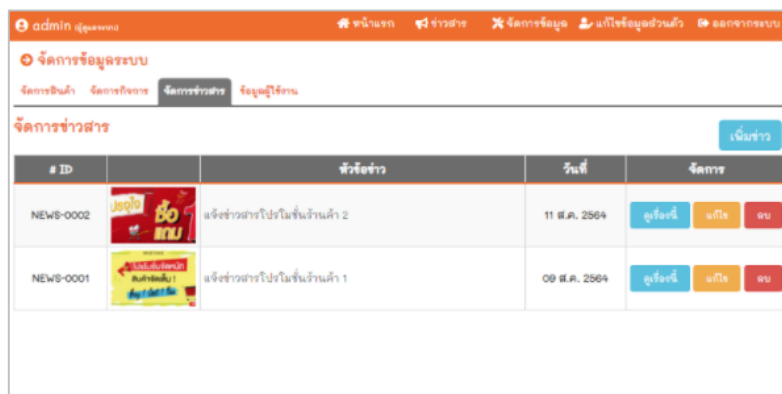 admin (ผู้ดูแลระบบ) หน้าแรก ข่าวสาร จัดการข้อมูล แก้ไขข้อมูลส่วนตัว ออกจากระบบ
จัดการข้อมูลระบบ
จัดการสินค้า จัดการกิจการ จัดการข่าวสาร ข้อมูลผู้ใช้งาน
จัดการข่าวสาร
เพิ่มข่าว
# ID หัวข้อข่าว วันที่ จัดการ
ซื้อ 1
แถม
NEWS-0002 แจ้งข่าวสารโปรโมชั่นร้านค้า 2 11 ส.ค. 2564 ดูเรื่องนี้ แก้ไข ลบ
NEWS-0001 แจ้งข่าวสารโปรโมชั่นร้านค้า 1 09 ส.ค. 2564 ดูเรื่องนี้ แก้ไข ลบ